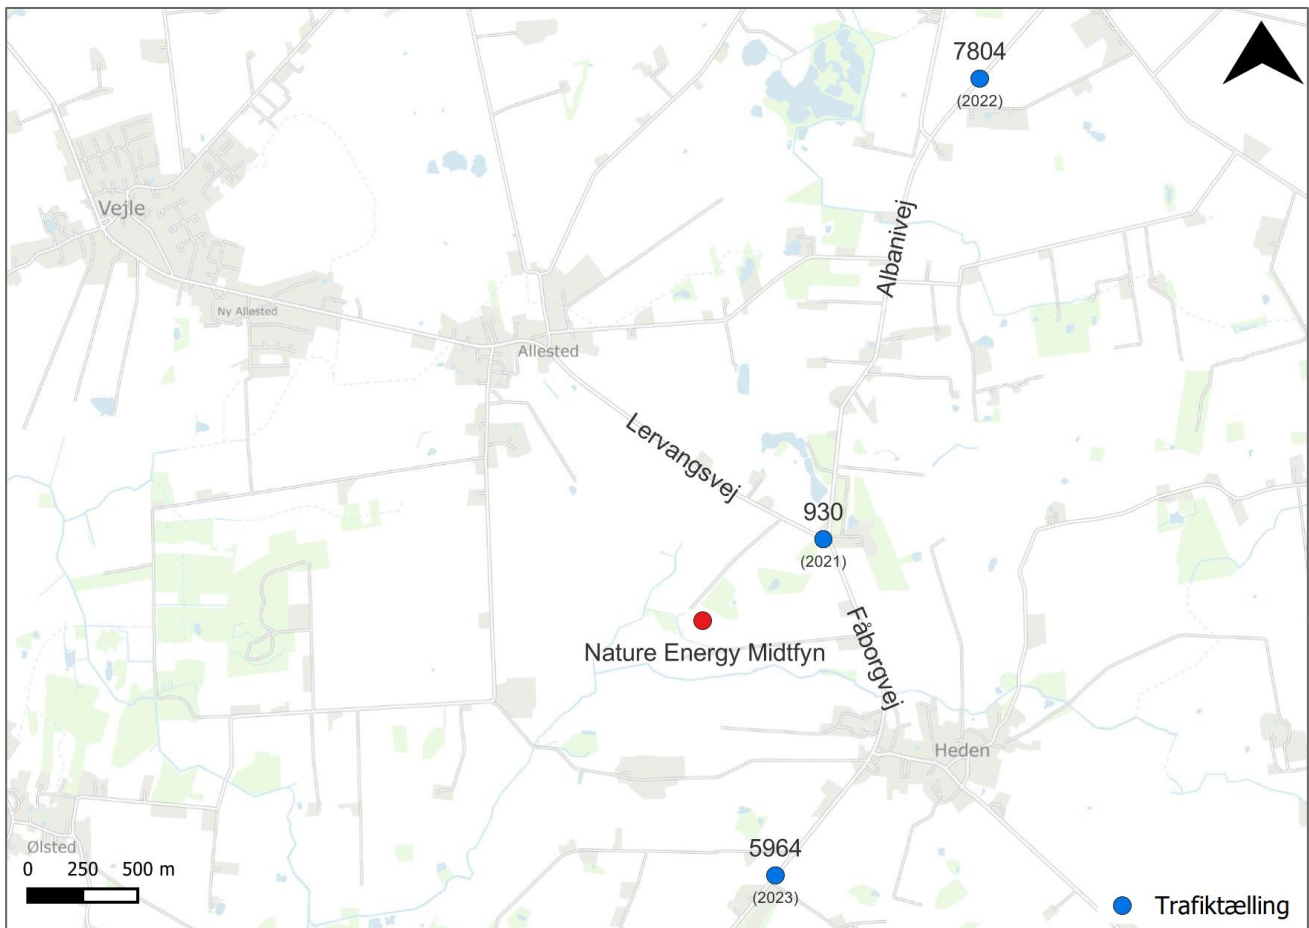 7804
(2022)
Vejle
Albanivej
Ny Allested
Allested
Lervangsvej
930
(2021)
Nature Energy Midtfyn
Fåborgvej
Heden
Ølsted
0 250 500 m
5964
(2023)
Trafiktælling